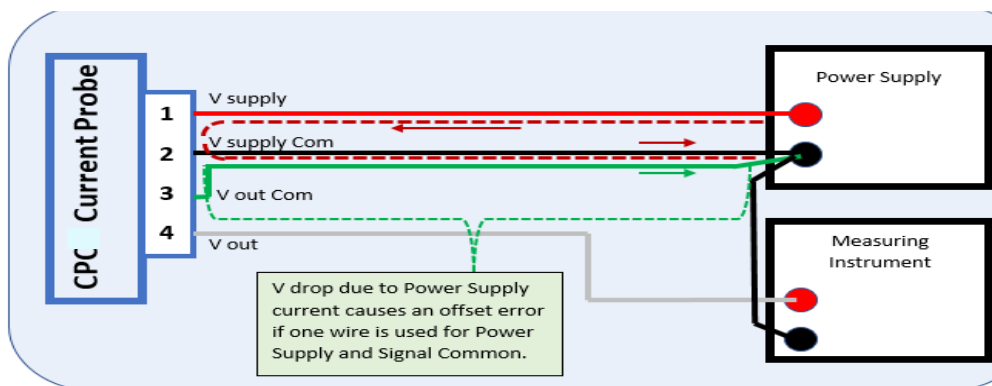 CPC Current Probe
1
2
3
4
V supply
V supply Com
V out Com
V out
Power Supply
Measuring
Instrument
V drop due to Power Supply
current causes an offset error
if one wire is used for Power
Supply and Signal Common.